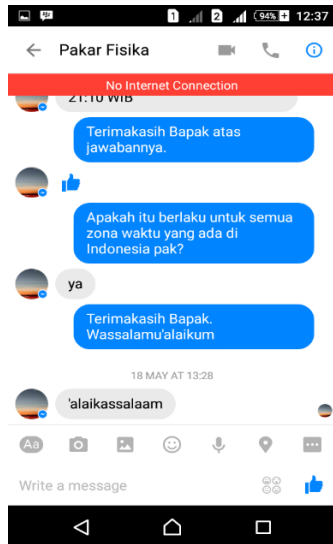 1 2 94% 12:37
Pakar Fisika
No Internet Connection
21:10 WIB
Terimakasih Bapak atas
jawabannya.
Apakah itu berlaku untuk semua
zona waktu yang ada di
Indonesia pak?
ya
Terimakasih Bapak.
Wassalamu'alaikum
18 MAY AT 13:28
'alaikassalaam
Aa
Write a message